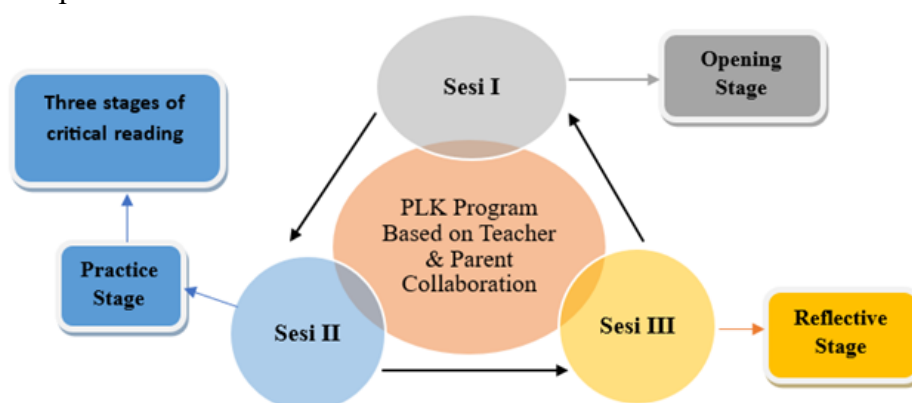 Sesi I
Opening
Stage
Three stages of
critical reading
PLK Program
Based on Teacher
& Parent
Collaboration
Practice
Stage
Sesi II
Sesi III
Reflective
Stage